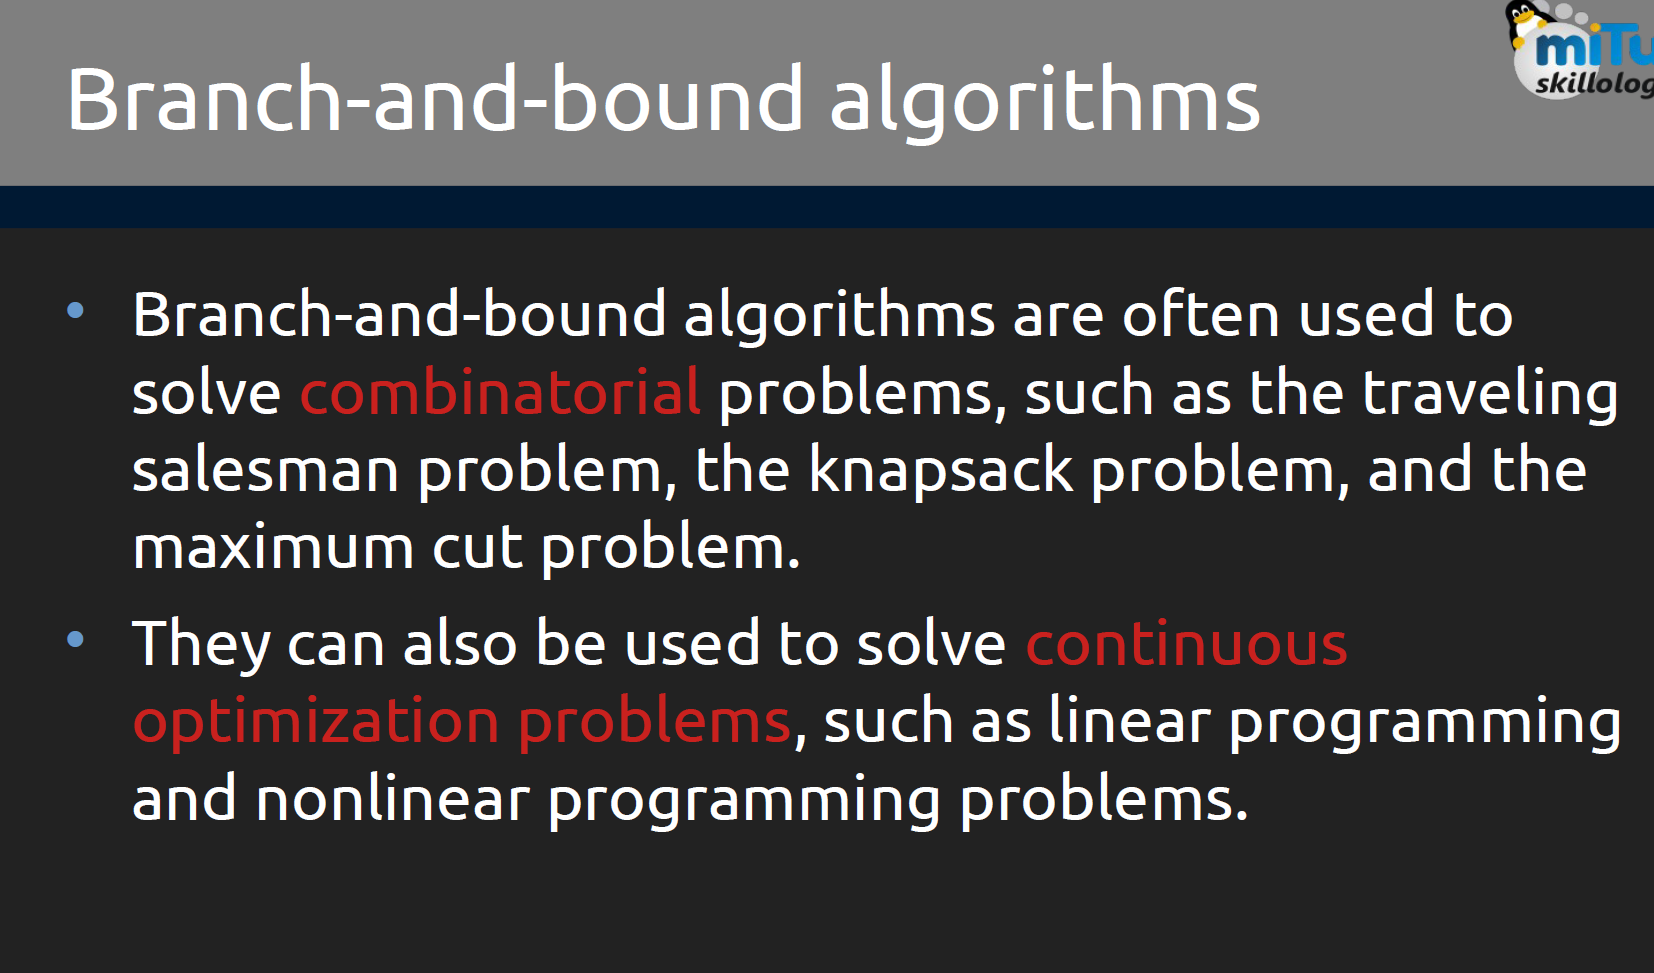 Branch-and-bound algorithms
• Branch-and-bound algorithms are often used to
solve combinatorial problems, such as the traveling
salesman problem, the knapsack problem, and the
maximum cut problem.
• They can also be used to solve continuous
optimization problems, such as linear programming
and nonlinear programming problems.
miTu
skillolog